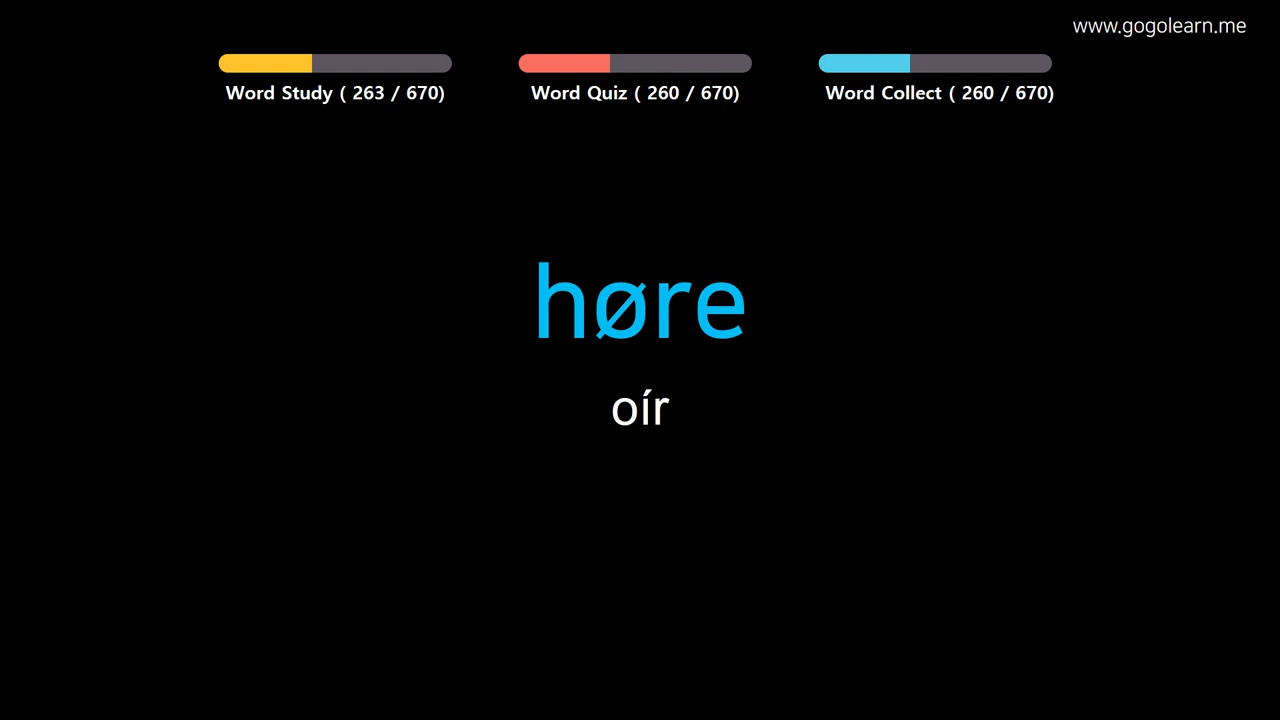 www.gogolearn.me
Word Study ( 263 / 670)
Word Quiz ( 260 / 670)
Word Collect ( 260 / 670)
høre
oír